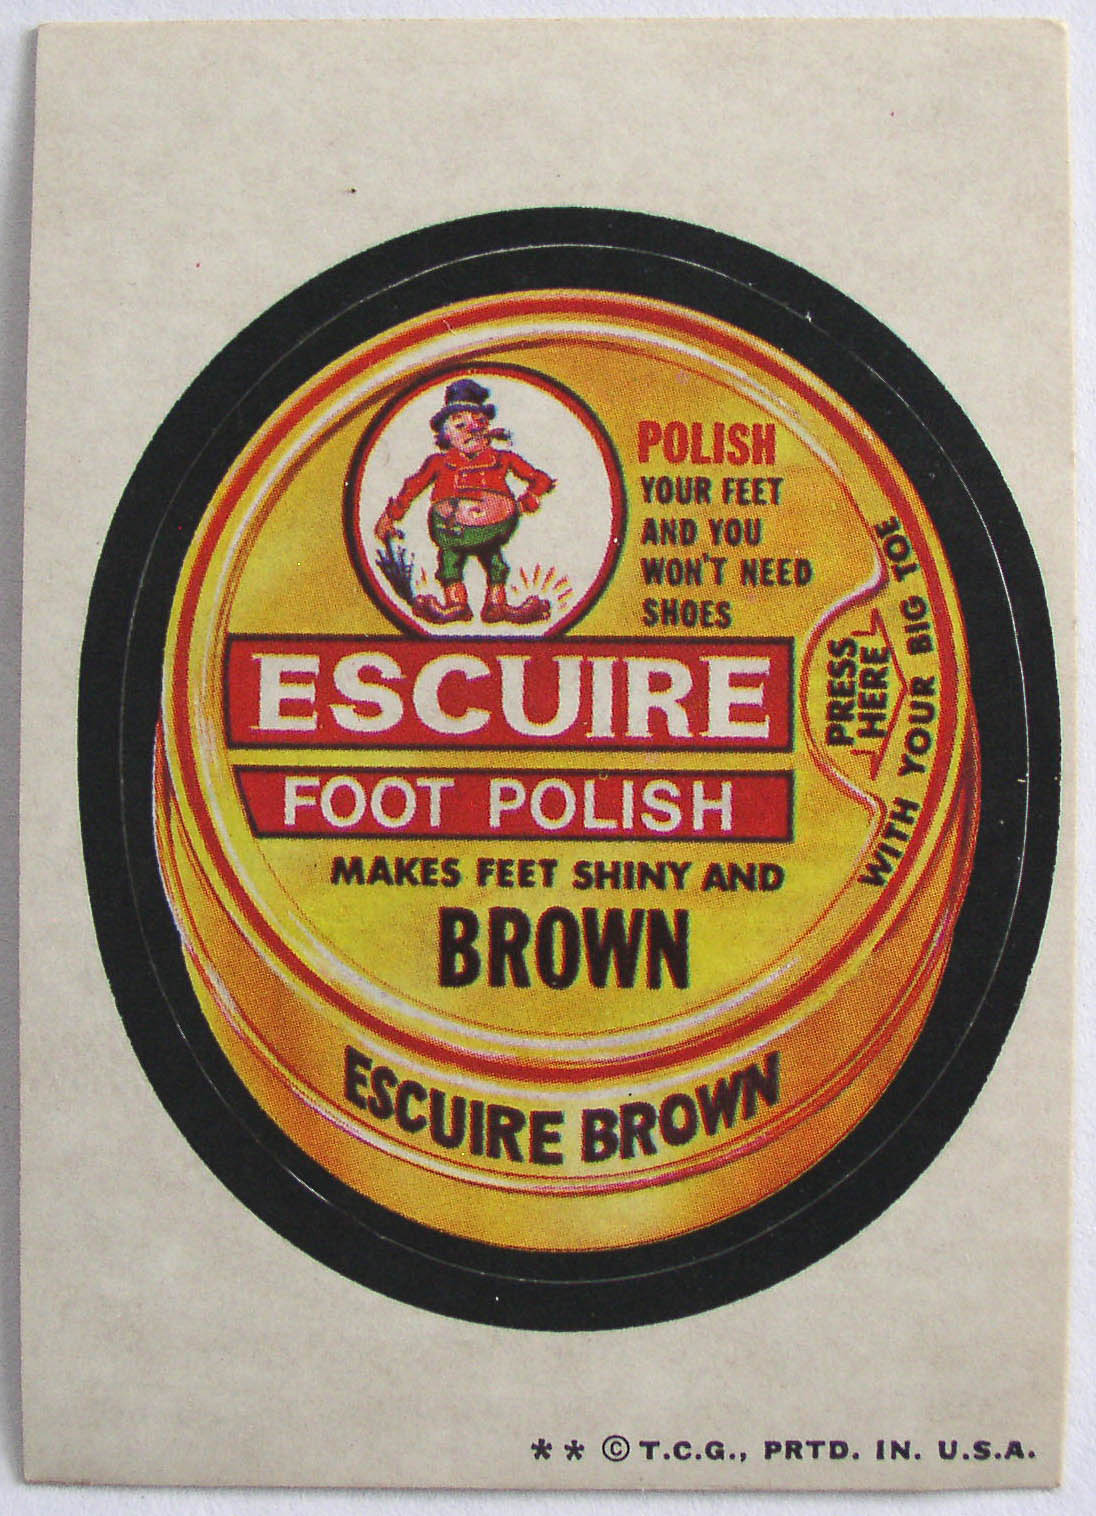 POLISH
YOUR FEET
AND YOU
WON'T NEED
SHOES
PRESS
HERE
WITH YOUR BIG TOE
ESCUIRE
FOOT POLISH
MAKES FEET SHINY AND
BROWN
ESCUIRE BROWN
** © T.C.G., PRTD. IN. U.S.A.